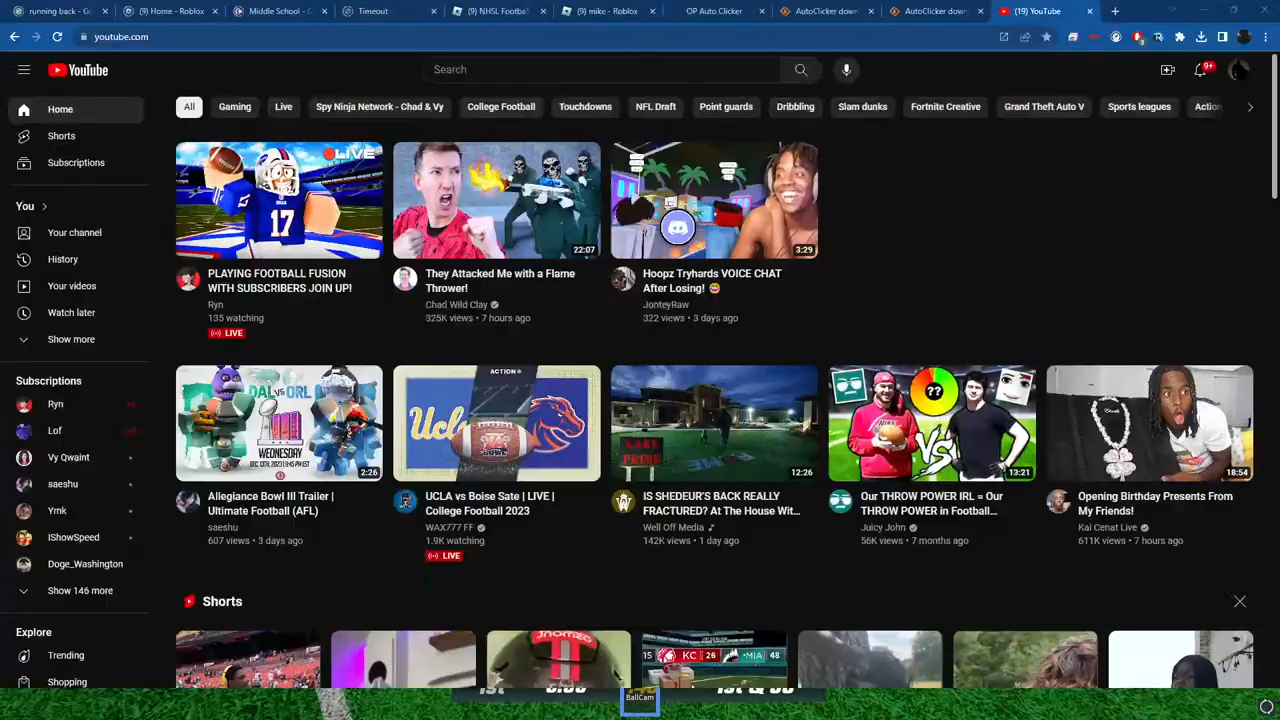 running back - Go
(9) Home - Roblox
Middle School - C
Timeout
(9) NHSL Footbal
(9) mike - Roblox
OP Auto Clicker
AutoClicker down
AutoClicker down
(19) YouTube
youtube.com
YouTube
Search
9+
Home
Shorts
Subscriptions
You
Your channel
History
Your videos
Watch later
Show more
Subscriptions
Ryn
Lof
Vy Qwaint
saeshu
Ymk
IShowSpeed
Doge_Washington
Show 146 more
Explore
Trending
Shopping
All
Gaming
Live
Spy Ninja Network - Chad & Vy
College Football
Touchdowns
NFL Draft
Point guards
Dribbling
Slam dunks
Fortnite Creative
Grand Theft Auto V
Sports leagues
Action
LIVE
17
22:07
3:29
PLAYING FOOTBALL FUSION
WITH SUBSCRIBERS JOIN UP!
Ryn
135 watching
LIVE
They Attacked Me with a Flame
Thrower!
Chad Wild Clay
325K views • 7 hours ago
Hoopz Tryhards VOICE CHAT
After Losing! 😅
JonteyRaw
322 views • 3 days ago
DAL vs ORL
WEDNESDAY
2:26
ACTION
Ucla
12:26
??
VS
13:21
18:54
Allegiance Bowl III Trailer |
Ultimate Football (AFL)
saeshu
607 views • 3 days ago
UCLA vs Boise Sate | LIVE |
College Football 2023
WAX777 FF
1.9K watching
LIVE
IS SHEDEUR'S BACK REALLY
FRACTURED? At The House Wit...
Well Off Media
142K views • 1 day ago
Our THROW POWER IRL = Our
THROW POWER in Football...
Juicy John
56K views • 7 months ago
Opening Birthday Presents From
My Friends!
Kai Cenat Live
611K views • 7 hours ago
Shorts
15 KC 26 MIA 48
BallCam